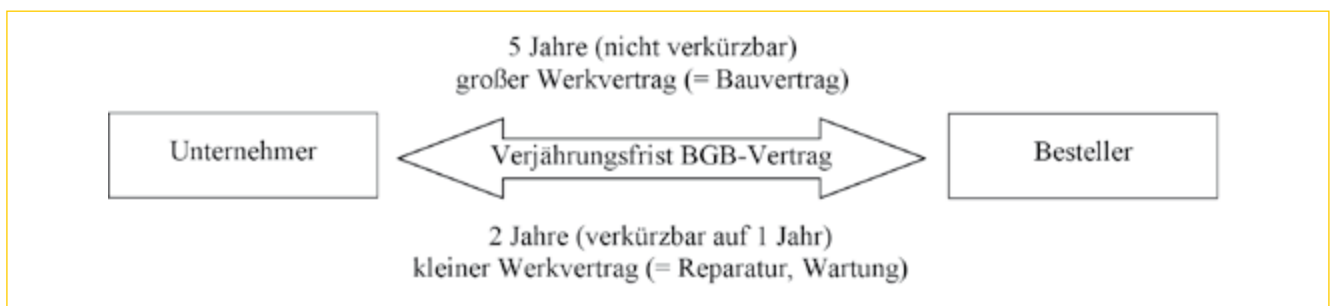 5 Jahre (nicht verkürzbar)
großer Werkvertrag (= Bauvertrag)
Unternehmer
Verjährungsfrist BGB-Vertrag
Besteller
2 Jahre (verkürzbar auf 1 Jahr)
kleiner Werkvertrag (= Reparatur, Wartung)